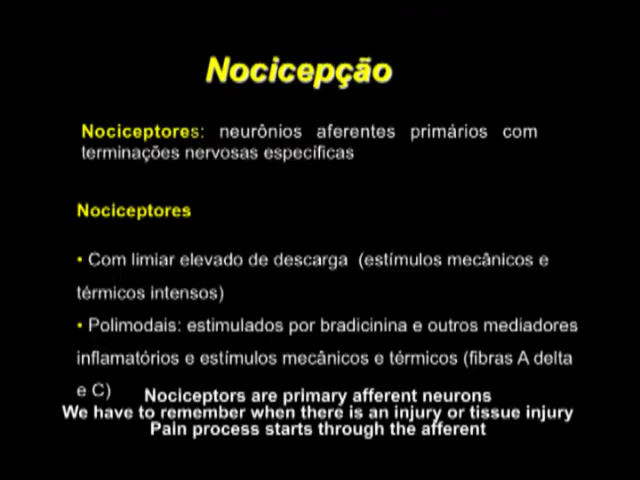 Nocicepção
Nociceptores: neurônios aferentes primários com
terminações nervosas específicas
Nociceptores
• Com limiar elevado de descarga (estímulos mecânicos e
térmicos intensos)
• Polimodais: estimulados por bradicinina e outros mediadores
inflamatórios e estímulos mecânicos e térmicos (fibras A delta
e C)
Nociceptors are primary afferent neurons
We have to remember when there is an injury or tissue injury
Pain process starts through the afferent